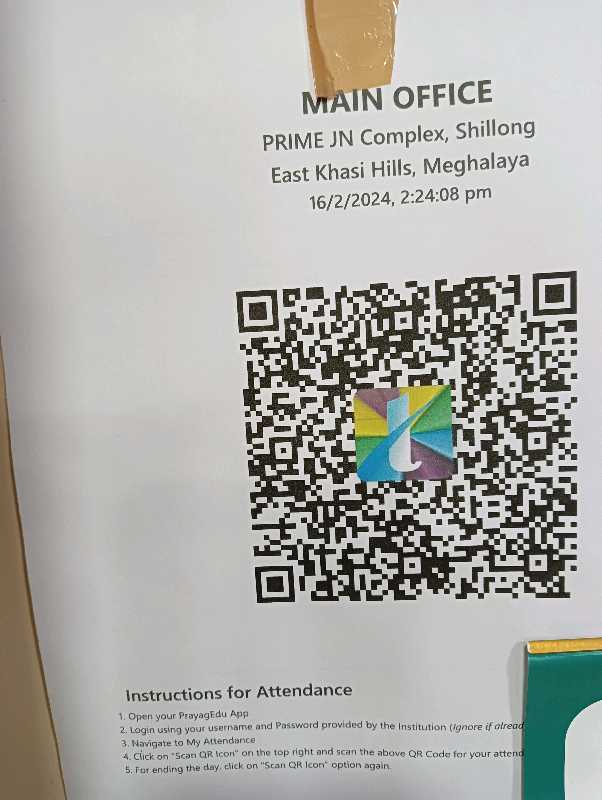 MAIN OFFICE
PRIME JN Complex, Shillong
East Khasi Hills, Meghalaya
16/2/2024, 2:24:08 pm
t
Instructions for Attendance
1. Open your PrayagEdu App
2. Login using your username and Password provided by the Institution (Ignore if alread
3. Navigate to My Attendance
4. Click on "Scan QR Icon" on the top right and scan the above QR Code for your attend
5. For ending the day, click on "Scan QR Icon" option again.